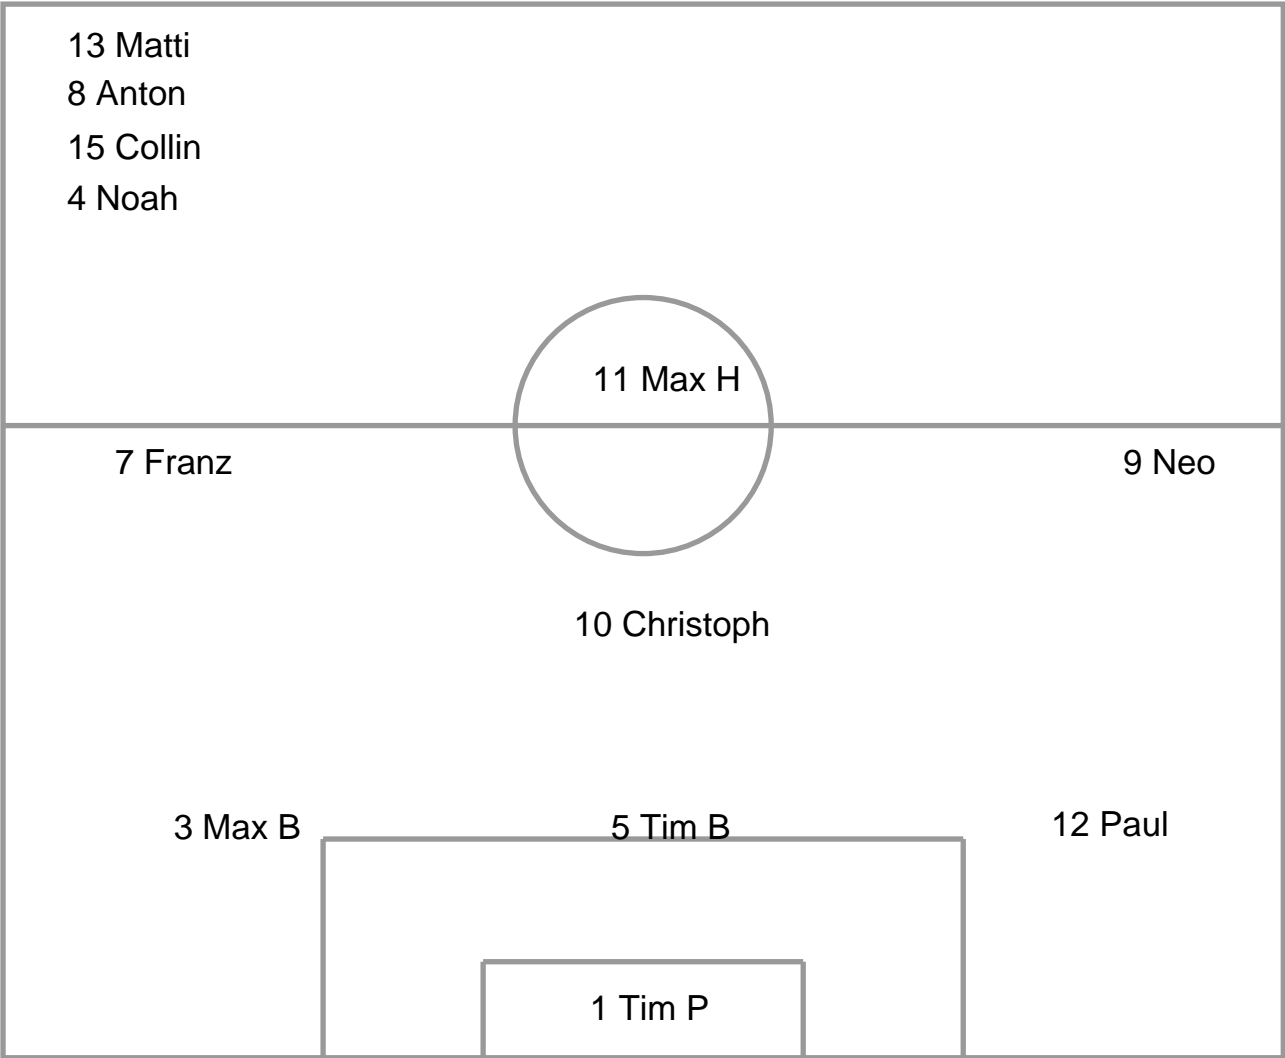 13 Matti
8 Anton
15 Collin
4 Noah
11 Max H
7 Franz
9 Neo
10 Christoph
3 Max B
5 Tim B
12 Paul
1 Tim P